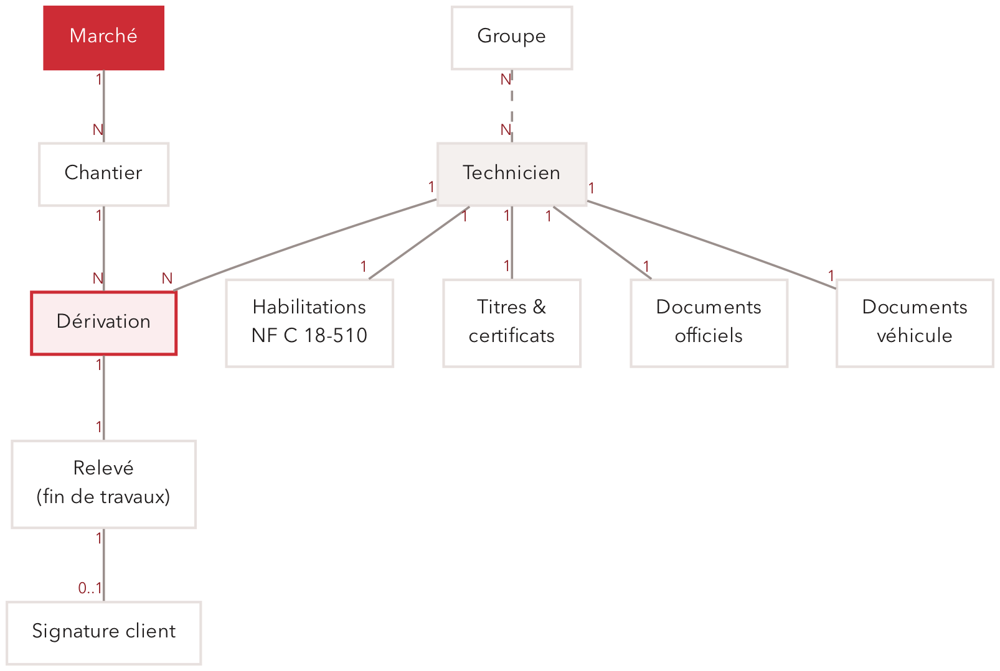 Marché
Groupe
1
N
N
N
Chantier
Technicien
1
1
1
1
1
1
N
N
1
1
1
1
Dérivation
Habilitations
NF C 18-510
Titres &
certificats
Documents
officiels
Documents
véhicule
1
1
Relevé
(fin de travaux)
1
0..1
Signature client